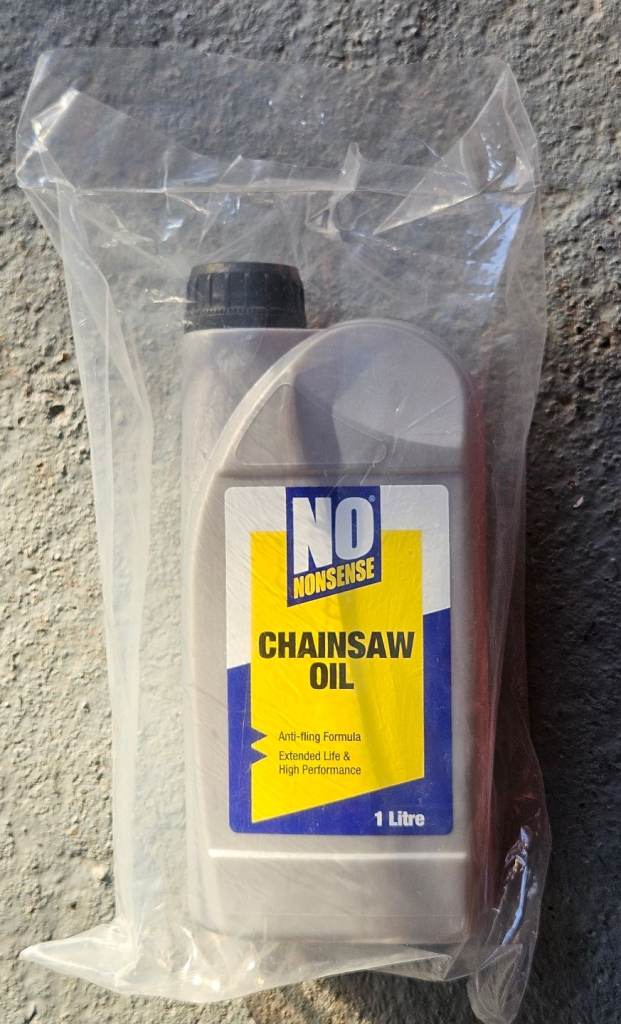 NO®
NONSENSE
CHAINSAW
OIL
Anti-fling Formula
Extended Life &
High Performance
1 Litre